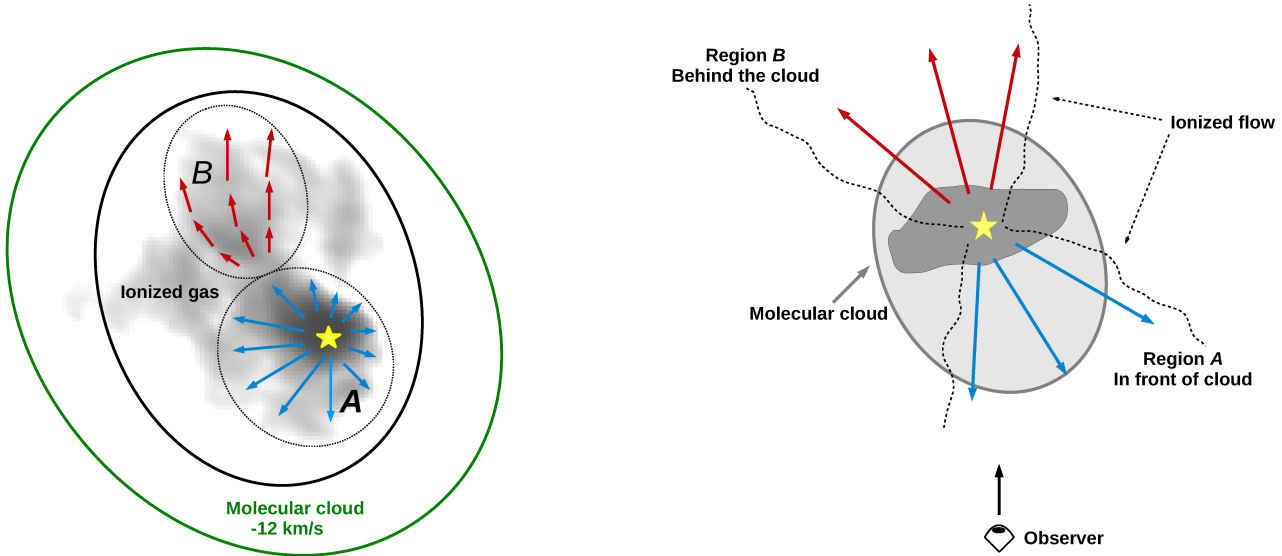 B
Ionized gas
A
Molecular cloud
-12 km/s
Region B
Behind the cloud
Ionized flow
Molecular cloud
Region A
In front of cloud
Observer